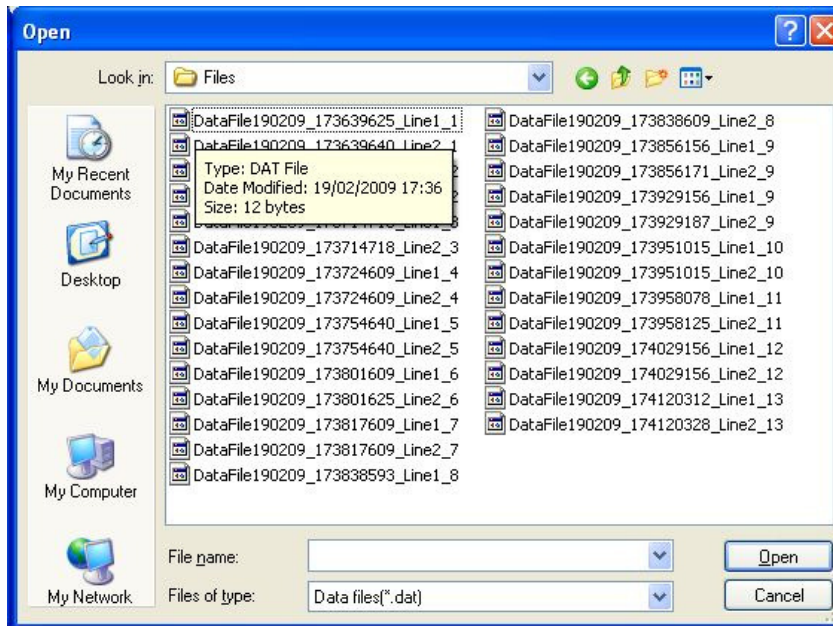 Open
Look in:
Files
My Recent
Documents
Desktop
My Documents
My Computer
My Network
DataFile190209_173639625_Line1_1
DataFile190209_173639640_Line2_1
Type: DAT File
Date Modified: 19/02/2009 17:36
Size: 12 bytes
DataFile190209_173714718_Line2_3
DataFile190209_173724609_Line1_4
DataFile190209_173724609_Line2_4
DataFile190209_173754640_Line1_5
DataFile190209_173754640_Line2_5
DataFile190209_173801609_Line1_6
DataFile190209_173801625_Line2_6
DataFile190209_173817609_Line1_7
DataFile190209_173817609_Line2_7
DataFile190209_173838593_Line1_8
DataFile190209_173838609_Line2_8
DataFile190209_173856156_Line1_9
DataFile190209_173856171_Line2_9
DataFile190209_173929156_Line1_9
DataFile190209_173929187_Line2_9
DataFile190209_173951015_Line1_10
DataFile190209_173951015_Line2_10
DataFile190209_173958078_Line1_11
DataFile190209_173958125_Line2_11
DataFile190209_174029156_Line1_12
DataFile190209_174029156_Line2_12
DataFile190209_174120312_Line1_13
DataFile190209_174120328_Line2_13
File name:
Open
Files of type:
Data files(*.dat)
Cancel